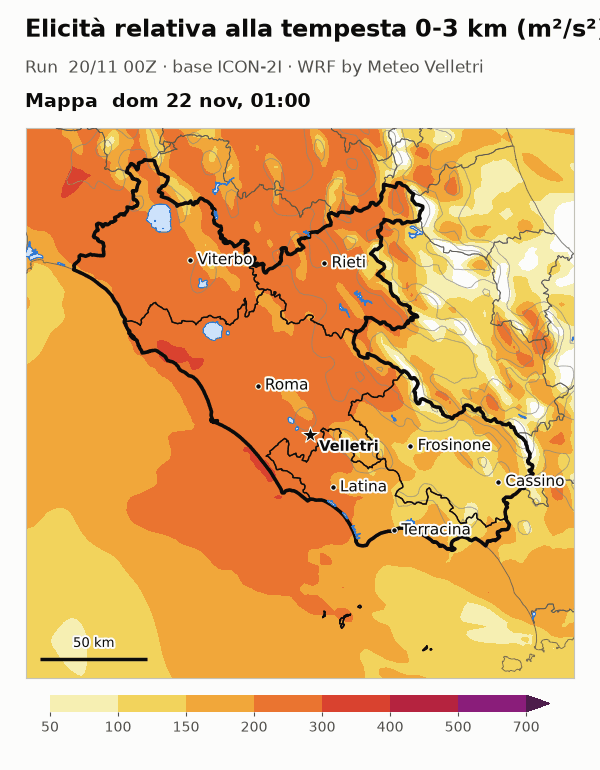 Elicità relativa alla tempesta 0-3 km (m²/s²)
Run  20/11 00Z · base ICON-2I · WRF by Meteo Velletri
Mappa  dom 22 nov, 01:00
Viterbo
Rieti
Roma
Velletri
Frosinone
Cassino
Latina
Terracina
50 km
50 100 150 200 300 400 500 700